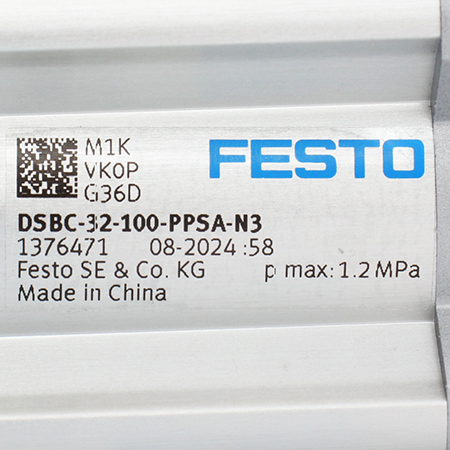 M1K
VK0P
G36D
FESTO
DSBC-32-100-PPSA-N3
1376471 08-2024 :58
Festo SE & Co. KG p max: 1.2 MPa
Made in China